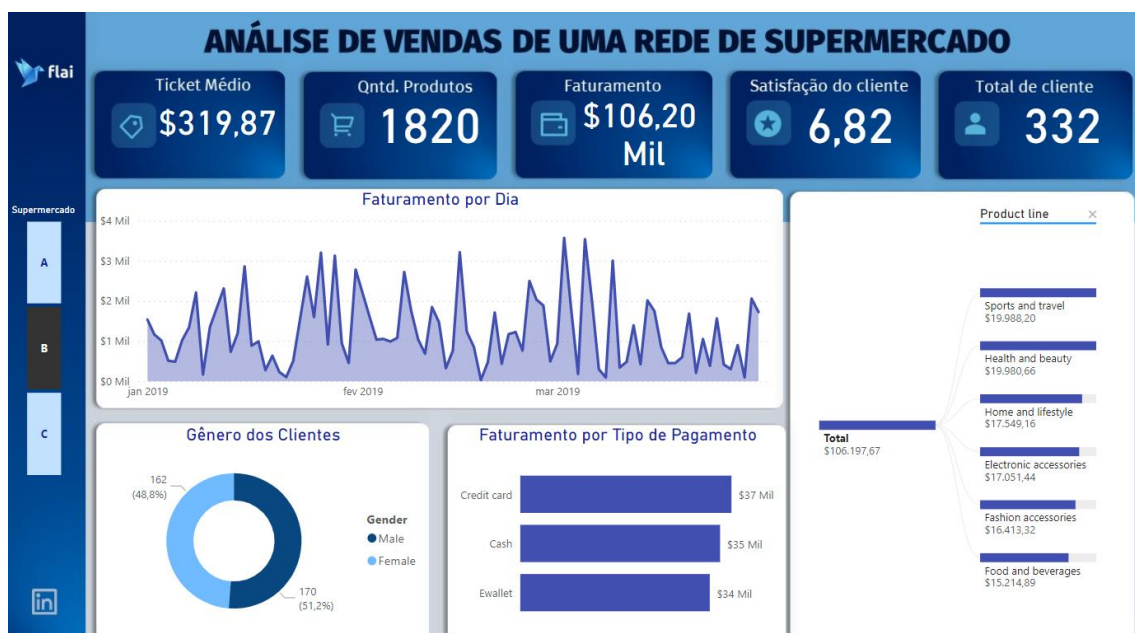 ANÁLISE DE VENDAS DE UMA REDE DE SUPERMERCADO
flai
Ticket Médio
$319,87
Qntd. Produtos
1820
Faturamento
$106,20
Mil
Satisfação do cliente
6,82
Total de cliente
332
Supermercado
A
B
C
in
Faturamento por Dia
$4 Mil
$3 Mil
$2 Mil
$1 Mil
$0 Mil
jan 2019
fev 2019
mar 2019
Gênero dos Clientes
162
(48,8%)
170
(51,2%)
Gender
Male
Female
Faturamento por Tipo de Pagamento
Credit card
$37 Mil
Cash
$35 Mil
Ewallet
$34 Mil
Product line
×
Total
$106.197,67
Sports and travel
$19.988,20
Health and beauty
$19.980,66
Home and lifestyle
$17.549,16
Electronic accessories
$17.051,44
Fashion accessories
$16.413,32
Food and beverages
$15.214,89